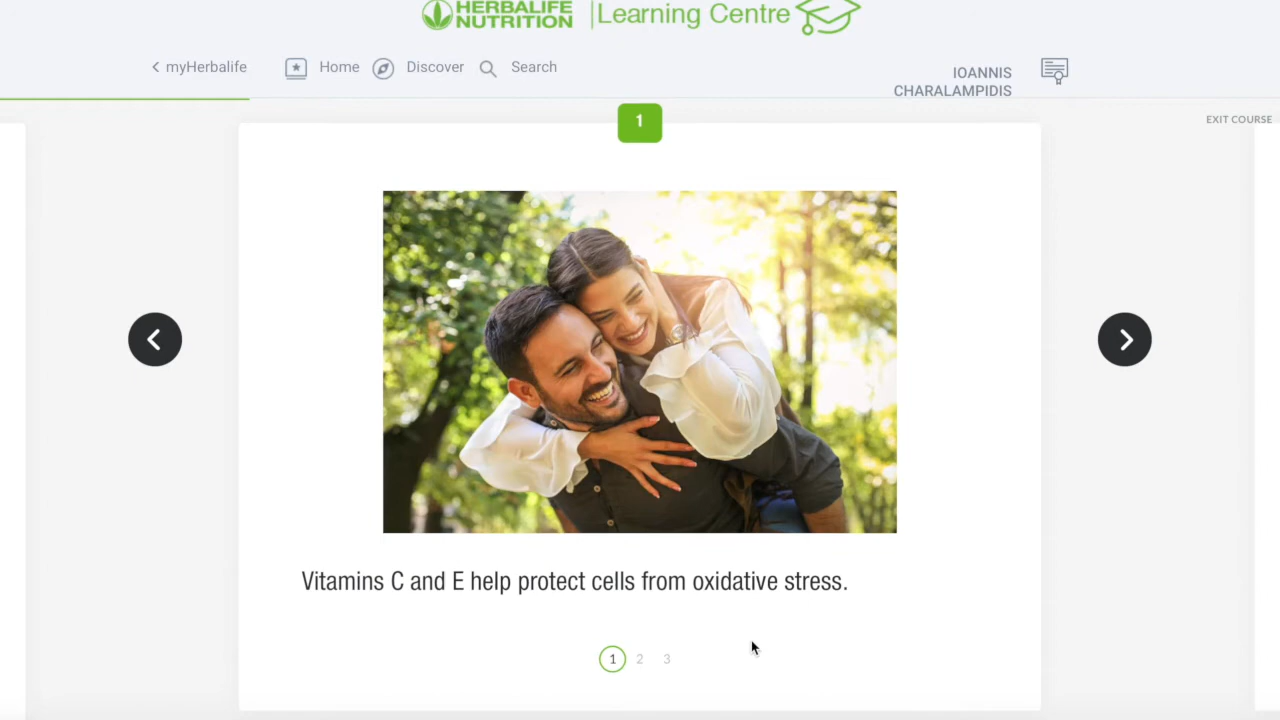 HERBALIFE
NUTRITION
Learning Centre
myHerbalife
Home
Discover
Search
IOANNIS
CHARALAMPIDIS
EXIT COURSE
1
Vitamins C and E help protect cells from oxidative stress.
1 2 3